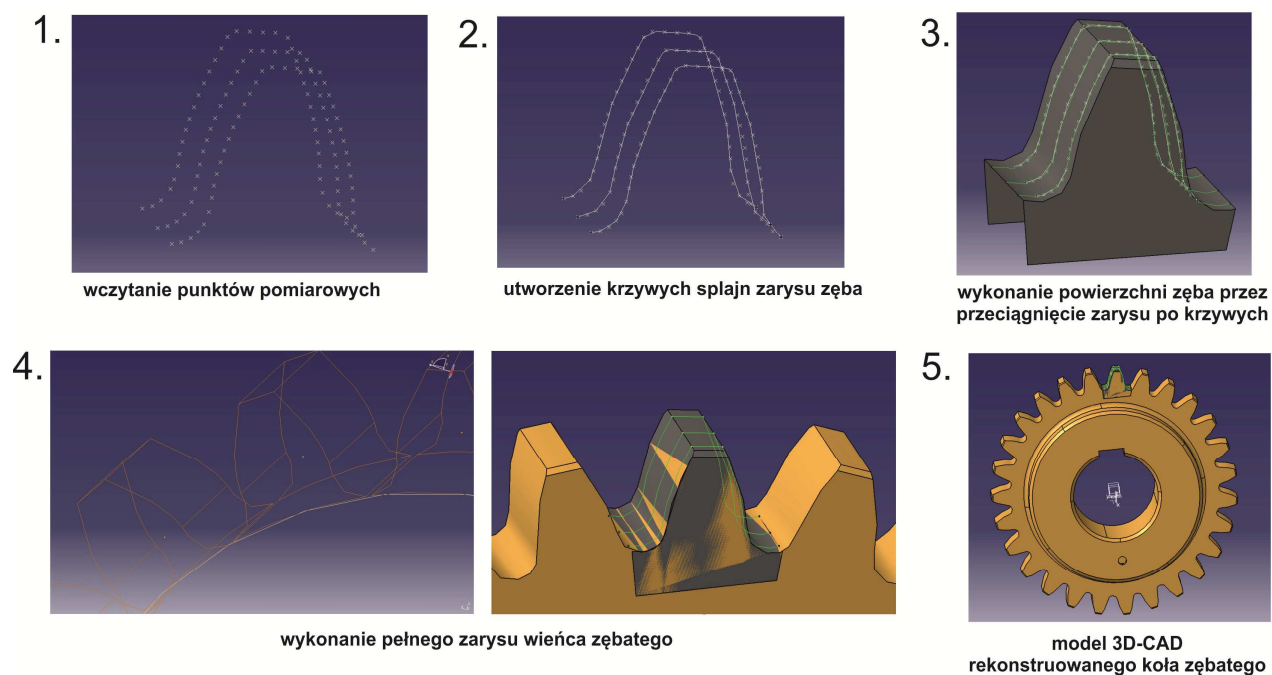 1.
wczytanie punktów pomiarowych
2.
utworzenie krzywych splajn zarysu zęba
3.
wykonanie powierzchni zęba przez
przeciągnięcie zarysu po krzywych
4.
wykonanie pełnego zarysu wieńca zębatego
5.
model 3D-CAD
rekonstruowanego koła zębatego